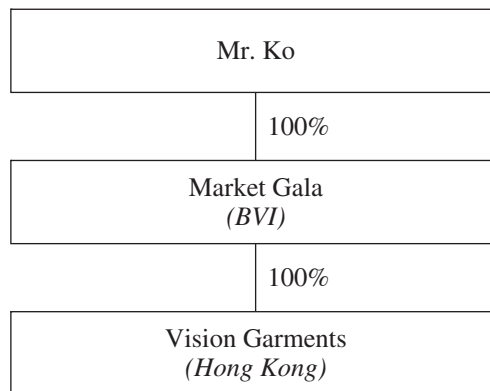 Mr. Ko
100%
Market Gala
(BVI)
100%
Vision Garments
(Hong Kong)